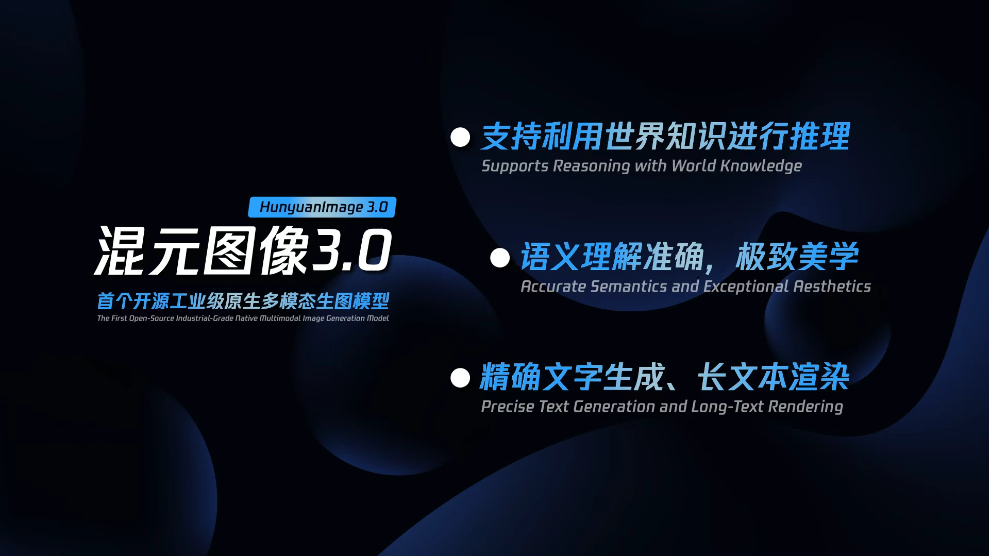 HunyuanImage 3.0
混元图像3.0
首个开源工业级原生多模态生图模型
The First Open-Source Industrial-Grade Native Multimodal Image Generation Model
支持利用世界知识进行推理
Supports Reasoning with World Knowledge
语义理解准确，极致美学
Accurate Semantics and Exceptional Aesthetics
精确文字生成、长文本渲染
Precise Text Generation and Long-Text Rendering